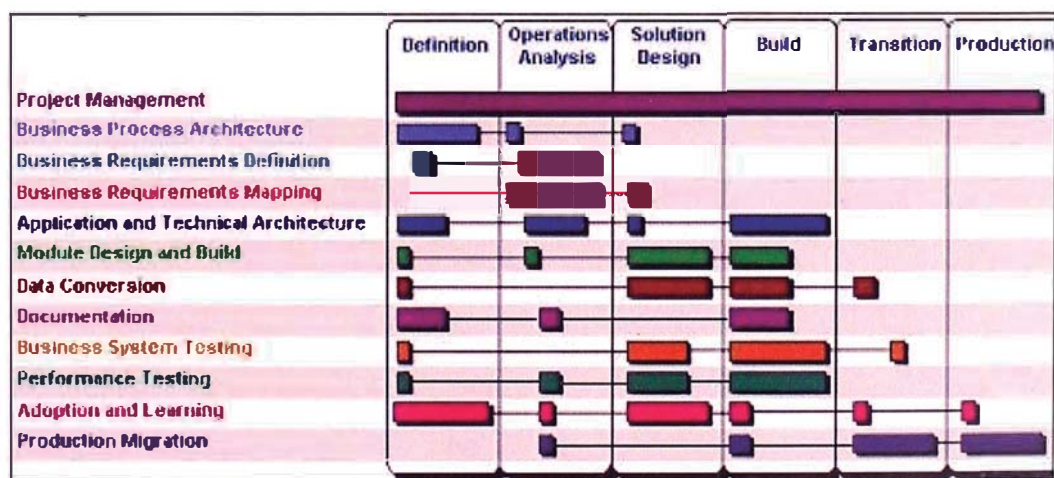 Definition
Operations
Analysis
Solution
Design
Build
Transition
Production
Project Management
Business Process Architecture
Business Requirements Definition
Business Requirements Mapping
Application and Technical Architecture
Module Design and Build
Data Conversion
Documentation
Business System Testing
Performance Testing
Adoption and Learning
Production Migration